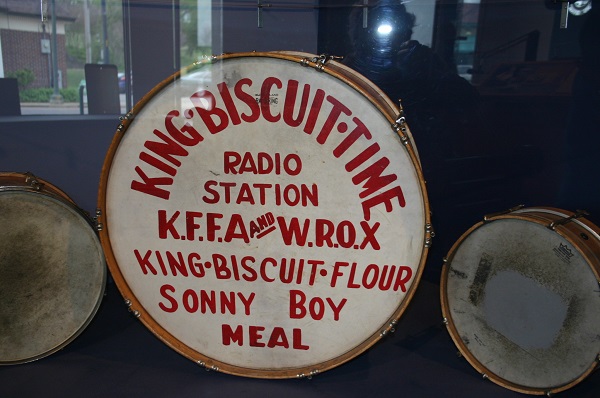 KING·BISCUIT·TIME
RADIO
STATION
K.F.F.A AND W.R.O.X
KING·BISCUIT·FLOUR
SONNY BOY
MEAL